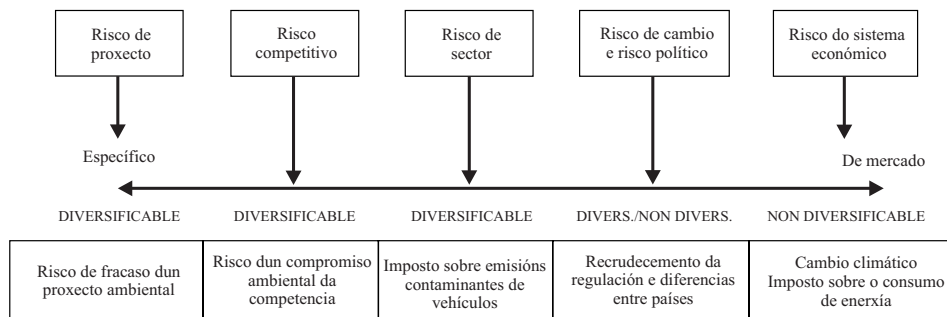 Risco de
proxecto
Risco
competitivo
Risco de
sector
Risco de cambio
e risco político
Risco do sistema
económico
Específico
De mercado
DIVERSIFICABLE
DIVERSIFICABLE
DIVERSIFICABLE
DIVERS./NON DIVERS.
NON DIVERSIFICABLE
Risco de fracaso dun
proxecto ambiental
Risco dun compromiso
ambiental da
competencia
Imposto sobre emisións
contaminantes de
vehículos
Recrudecemento da
regulación e diferencias
entre países
Cambio climático
Imposto sobre o consumo
de enerxía